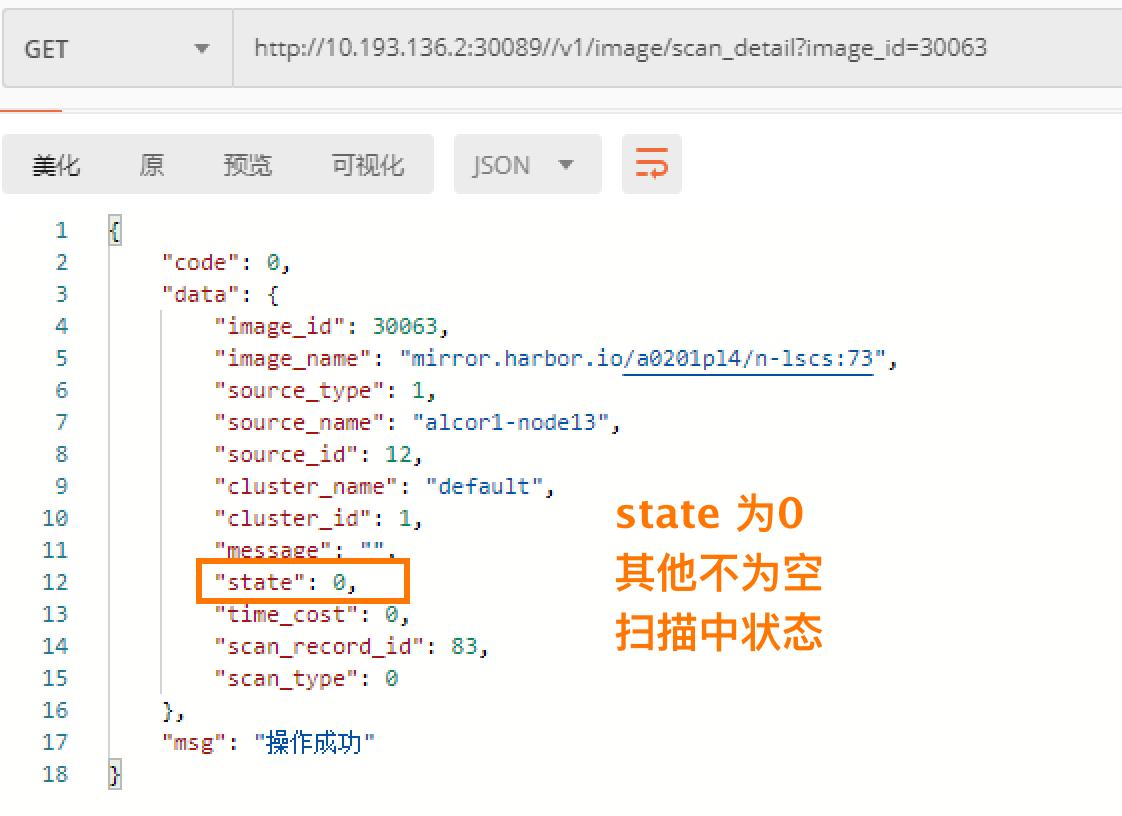 GET
http://10.193.136.2:30089//v1/image/scan_detail?image_id=30063
美化 原 预览 可视化 JSON
1 {
2 "code": 0,
3 "data": {
4 "image_id": 30063,
5 "image_name": "mirror.harbor.io/a0201pl4/n-lscs:73",
6 "source_type": 1,
7 "source_name": "alcor1-node13",
8 "source_id": 12,
9 "cluster_name": "default",
10 "cluster_id": 1,
11 "message": "",
12 "state": 0,
13 "time_cost": 0,
14 "scan_record_id": 83,
15 "scan_type": 0
16 },
17 "msg": "操作成功"
18 }
state 为0
其他不为空
扫描中状态